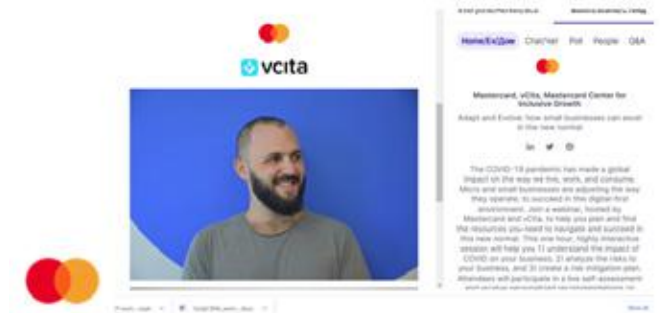 vcita
Chat/Чат Poll People Q&A
Mastercard, vCita, Mastercard Center for
Inclusive Growth
Adapt and Evolve: how small businesses can excel
in the new normal
in
The COVID-19 pandemic has made a global
impact on the way we live, work, and consume.
Micro and small businesses are adjusting the way
they operate, to succeed in the digital-first
environment. Join a webinar, hosted by
Mastercard and vCita, to help you plan and find
the resources you need to navigate and succeed in
this new normal. This one hour, highly interactive
session will help you 1) understand the impact of
COVID on your business, 2) analyze the risks to
your business, and 3) create a risk mitigation plan.
Attendees will participate in a live self-assessment